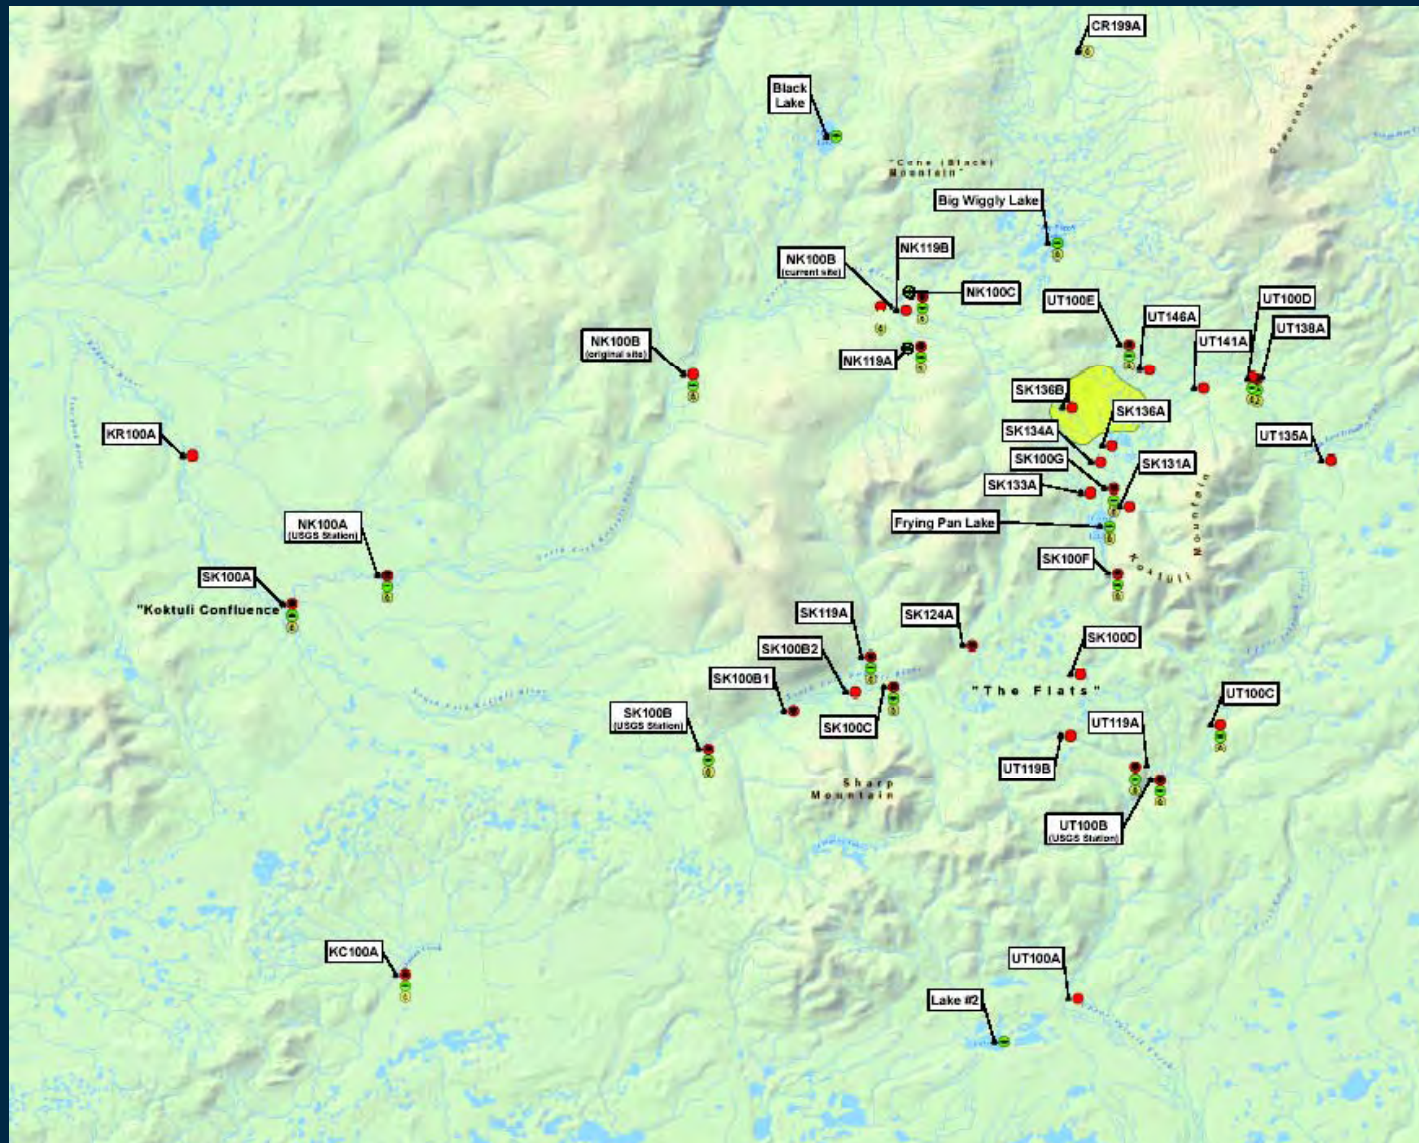 CR199A
Black
Lake
"Cone (Black)
Mountain"
Big Wiggly Lake
NK119B
NK100B
(current site)
NK100C
UT100E
UT100D
UT146A
UT138A
UT141A
NK100B
(original site)
NK119A
SK136B
SK136A
SK134A
KR100A
SK100G
SK131A
UT135A
SK133A
Frying Pan Lake
NK100A
(USGS Station)
Koktuli Mountain
SK100F
SK100A
"Koktuli Confluence"
SK119A
SK124A
SK100D
SK100B2
SK100B1
"The Flats"
UT100C
SK100B
(USGS Station)
SK100C
UT119A
UT119B
Sharp
Mountain
UT100B
(USGS Station)
KC100A
UT100A
Lake #2